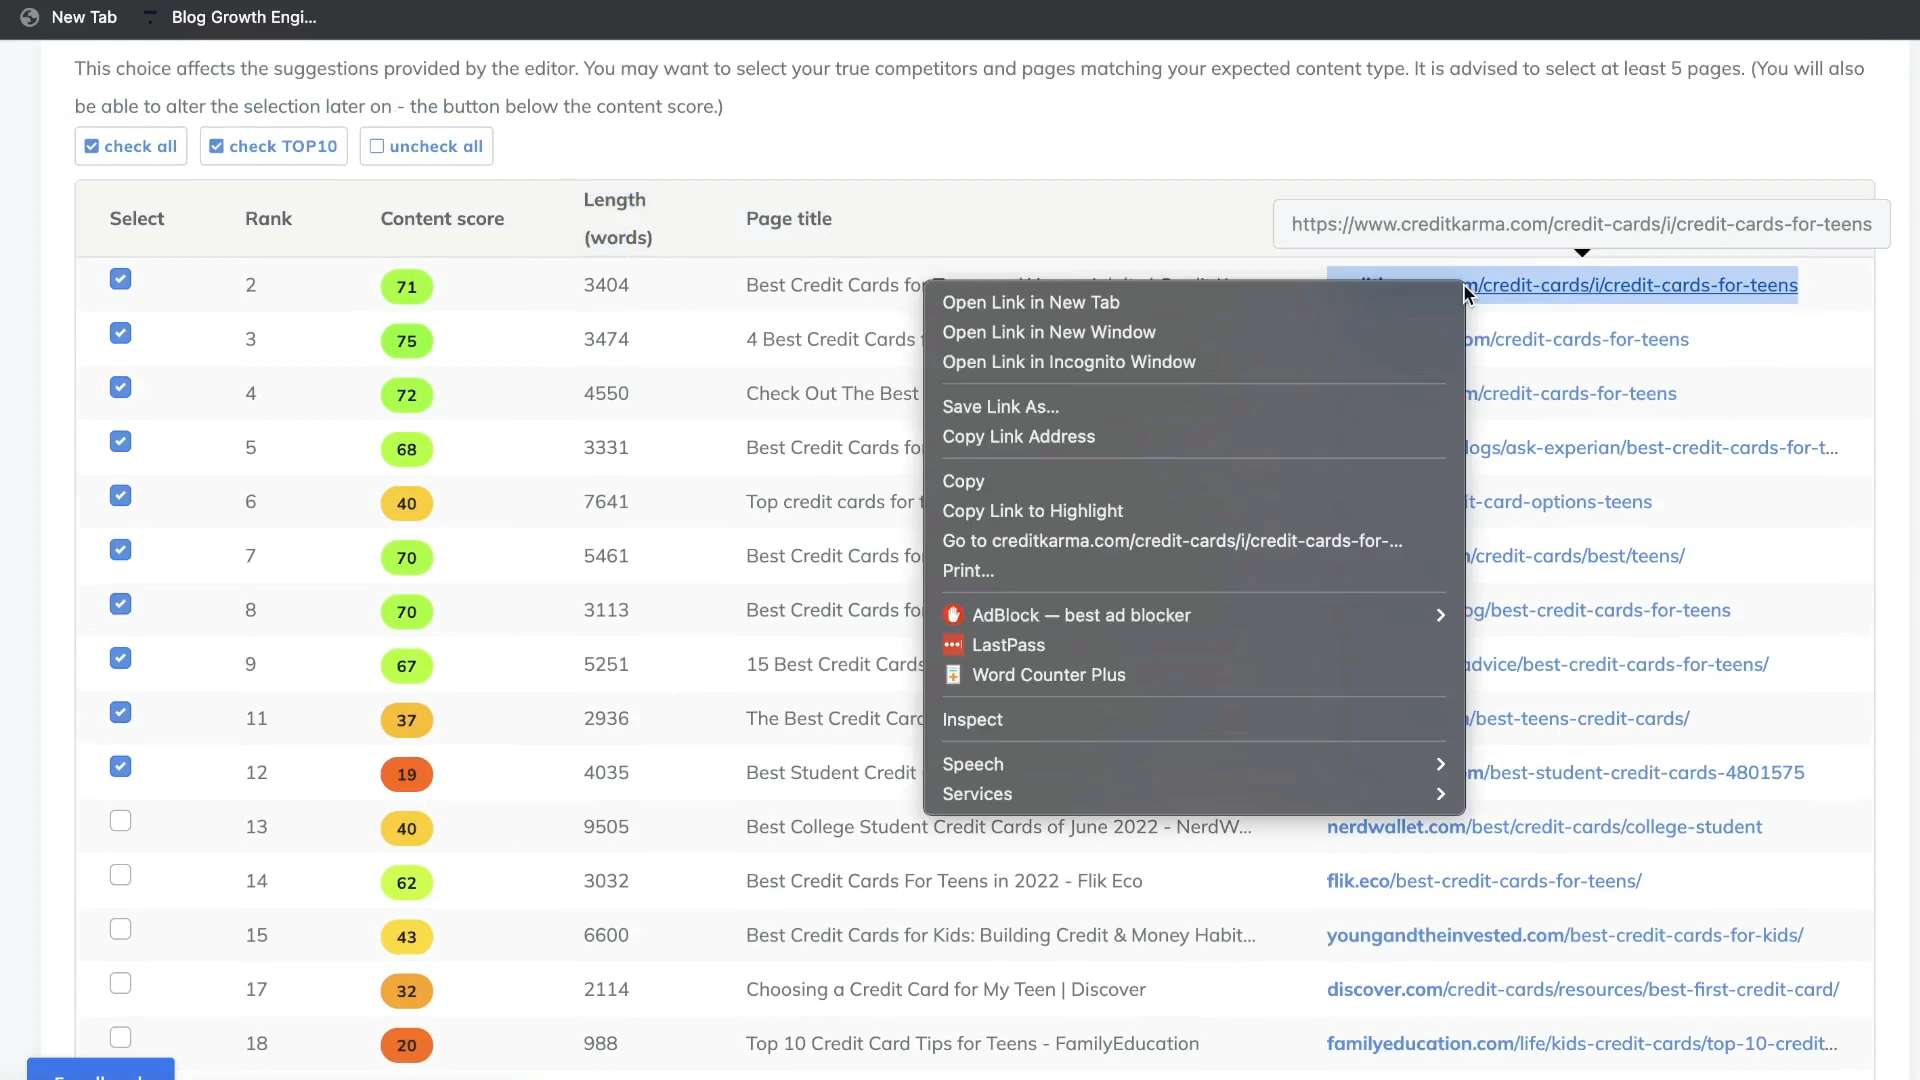 New Tab
Blog Growth Engi...
This choice affects the suggestions provided by the editor. You may want to select your true competitors and pages matching your expected content type. It is advised to select at least 5 pages. (You will also
be able to alter the selection later on - the button below the content score.)
check all
check TOP10
uncheck all
Select
Rank
Content score
Length
(words)
Page title
https://www.creditkarma.com/credit-cards/i/credit-cards-for-teens
2
71
3404
Best Credit Cards for
m/credit-cards/i/credit-cards-for-teens
3
75
3474
4 Best Credit Cards
om/credit-cards-for-teens
4
72
4550
Check Out The Best
m/credit-cards-for-teens
5
68
3331
Best Credit Cards fo
logs/ask-experian/best-credit-cards-for-t...
6
40
7641
Top credit cards for t
it-card-options-teens
7
70
5461
Best Credit Cards fo
/credit-cards/best/teens/
8
70
3113
Best Credit Cards fo
og/best-credit-cards-for-teens
9
67
5251
15 Best Credit Cards
advice/best-credit-cards-for-teens/
11
37
2936
The Best Credit Card
/best-teens-credit-cards/
12
19
4035
Best Student Credit
m/best-student-credit-cards-4801575
13
40
9505
Best College Student Credit Cards of June 2022 - NerdW...
nerdwallet.com/best/credit-cards/college-student
14
62
3032
Best Credit Cards For Teens in 2022 - Flik Eco
flik.eco/best-credit-cards-for-teens/
15
43
6600
Best Credit Cards for Kids: Building Credit & Money Habit...
youngandtheinvested.com/best-credit-cards-for-kids/
17
32
2114
Choosing a Credit Card for My Teen | Discover
discover.com/credit-cards/resources/best-first-credit-card/
18
20
988
Top 10 Credit Card Tips for Teens - FamilyEducation
familyeducation.com/life/kids-credit-cards/top-10-credit...
Open Link in New Tab
Open Link in New Window
Open Link in Incognito Window
Save Link As...
Copy Link Address
Copy
Copy Link to Highlight
Go to creditkarma.com/credit-cards/i/credit-cards-for-...
Print...
AdBlock — best ad blocker
LastPass
Word Counter Plus
Inspect
Speech
Services